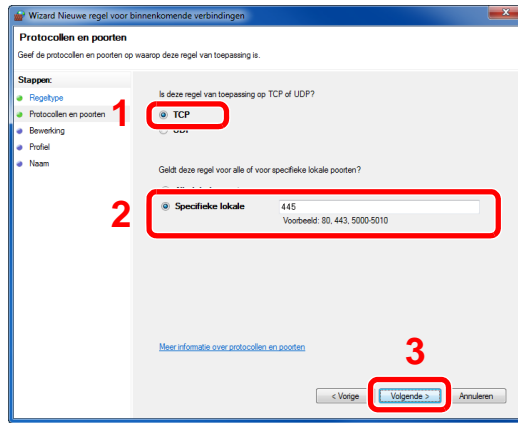 Wizard Nieuwe regel voor binnenkomende verbindingen
Protocollen en poorten
Geef de protocollen en poorten op waarop deze regel van toepassing is.
Stappen:
Regeltype
Protocollen en poorten
Bewerking
Profiel
Naam
Is deze regel van toepassing op TCP of UDP?
1
TCP
UDP
Geldt deze regel voor alle of voor specifieke lokale poorten?
2
Specifieke lokale
445
Voorbeeld: 80, 443, 5000-5010
Meer informatie over protocollen en poorten
3
< Vorige
Volgende >
Annuleren